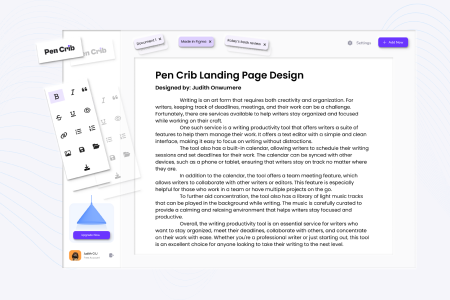 Pen Crib
Pen Crib
Document 1 ×
Made in Figma ×
Kolen's book review ×
Settings
+ Add New
B I
S U
Pen Crib Landing Page Design
Designed by: Judith Onwumere
Writing is an art form that requires both creativity and organization. For
writers, keeping track of deadlines, meetings, and their work can be a challenge.
Fortunately, there are services available to help writers stay organized and focused
while working on their craft.
One such service is a writing productivity tool that offers writers a suite of
features to help them manage their work. It offers a text editor with a simple and clean
interface, making it easy to focus on writing without distractions.
The tool also has a built-in calendar, allowing writers to schedule their writing
sessions and set deadlines for their work. The calendar can be synced with other
devices, such as a phone or tablet, ensuring that writers stay on track no matter where
they are.
In addition to the calendar, the tool offers a team meeting feature, which
allows writers to collaborate with other writers or editors. This feature is especially
helpful for those who work in a team or have multiple projects on the go.
To further aid concentration, the tool also has a library of light music tracks
that can be played in the background while writing. The music is carefully curated to
provide a calming and relaxing environment that helps writers stay focused and
productive.
Overall, the writing productivity tool is an essential service for writers who
want to stay organized, meet their deadlines, collaborate with others, and concentrate
on their work with ease. Whether you're a professional writer or just starting out, this tool
is an excellent choice for anyone looking to take their writing to the next level.